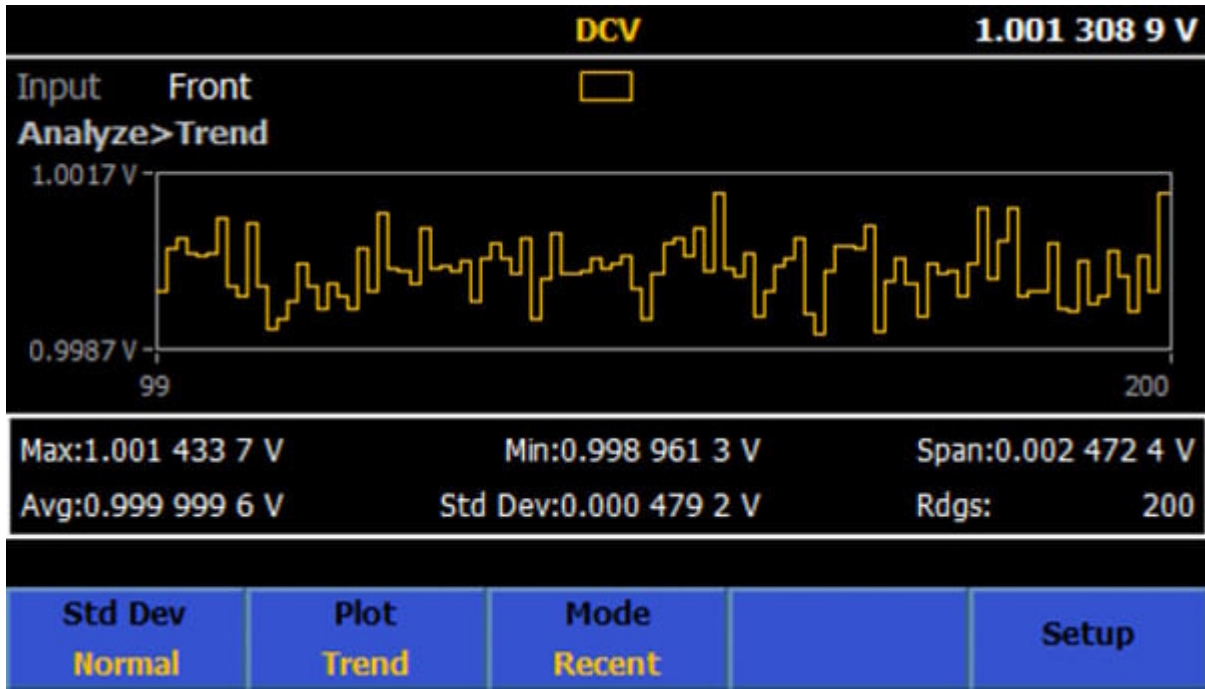 DCV 1.001 308 9 V
Input Front
Analyze>Trend
1.0017 V
0.9987 V
99 200
Max:1.001 433 7 V Min:0.998 961 3 V Span:0.002 472 4 V
Avg:0.999 999 6 V Std Dev:0.000 479 2 V Rdgs: 200
Std Dev Plot Mode Setup
Normal Trend Recent